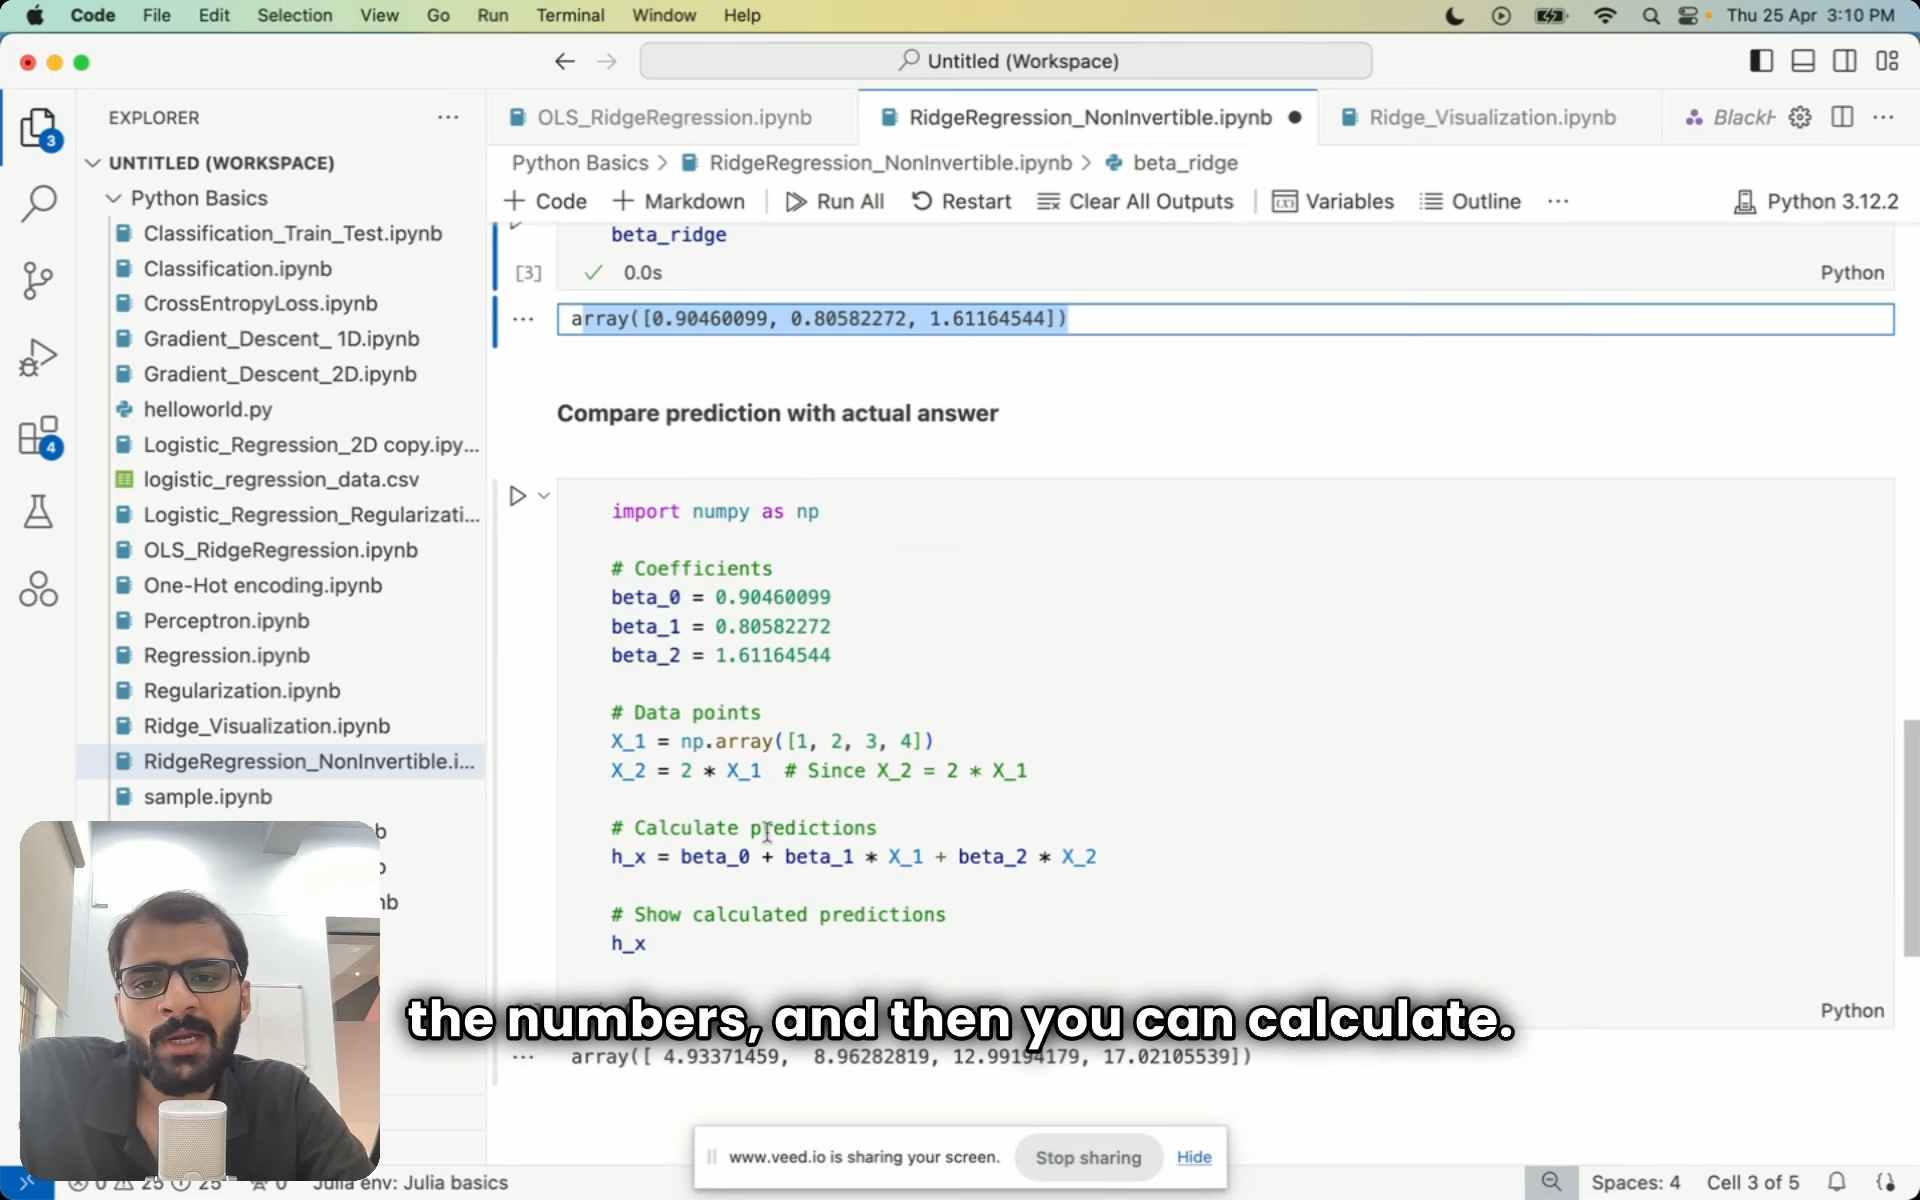 Code File Edit Selection View Go Run Terminal Window Help Thu 25 Apr 3:10 PM
Untitled (Workspace)
EXPLORER
OLS_RidgeRegression.ipynb RidgeRegression_NonInvertible.ipynb Ridge_Visualization.ipynb
3
UNTITLED (WORKSPACE)
Python Basics > RidgeRegression_NonInvertible.ipynb > beta_ridge
Python Basics
+ Code + Markdown Run All Restart Clear All Outputs Variables Outline ... Python 3.12.2
Classification_Train_Test.ipynb
Classification.ipynb
CrossEntropyLoss.ipynb
Gradient_Descent_ 1D.ipynb
Gradient_Descent_2D.ipynb
helloworld.py
4
Logistic_Regression_2D copy.ipy...
logistic_regression_data.csv
Logistic_Regression_Regularizati...
OLS_RidgeRegression.ipynb
One-Hot encoding.ipynb
Perceptron.ipynb
Regression.ipynb
Regularization.ipynb
Ridge_Visualization.ipynb
RidgeRegression_NonInvertible.i...
sample.ipynb
b
nb
beta_ridge
[3] ✓ 0.0s Python
... array([0.90460099, 0.80582272, 1.61164544])
Compare prediction with actual answer
import numpy as np
# Coefficients
beta_0 = 0.90460099
beta_1 = 0.80582272
beta_2 = 1.61164544
# Data points
X_1 = np.array([1, 2, 3, 4])
X_2 = 2 * X_1 # Since X_2 = 2 * X_1
# Calculate predictions
h_x = beta_0 + beta_1 * X_1 + beta_2 * X_2
# Show calculated predictions
h_x
Python
the numbers, and then you can calculate.
... array([ 4.93371459, 8.96282819, 12.99194179, 17.02105539])
www.veed.io is sharing your screen. Stop sharing Hide
0 25 25 0 Julia env: Julia basics Spaces: 4 Cell 3 of 5